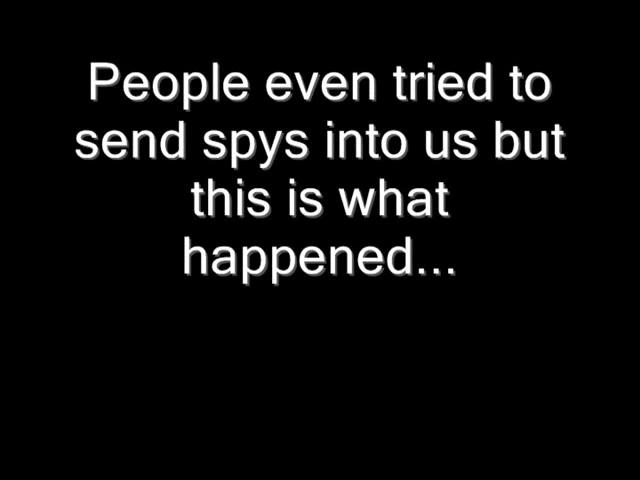 People even tried to
send spys into us but
this is what
happened...